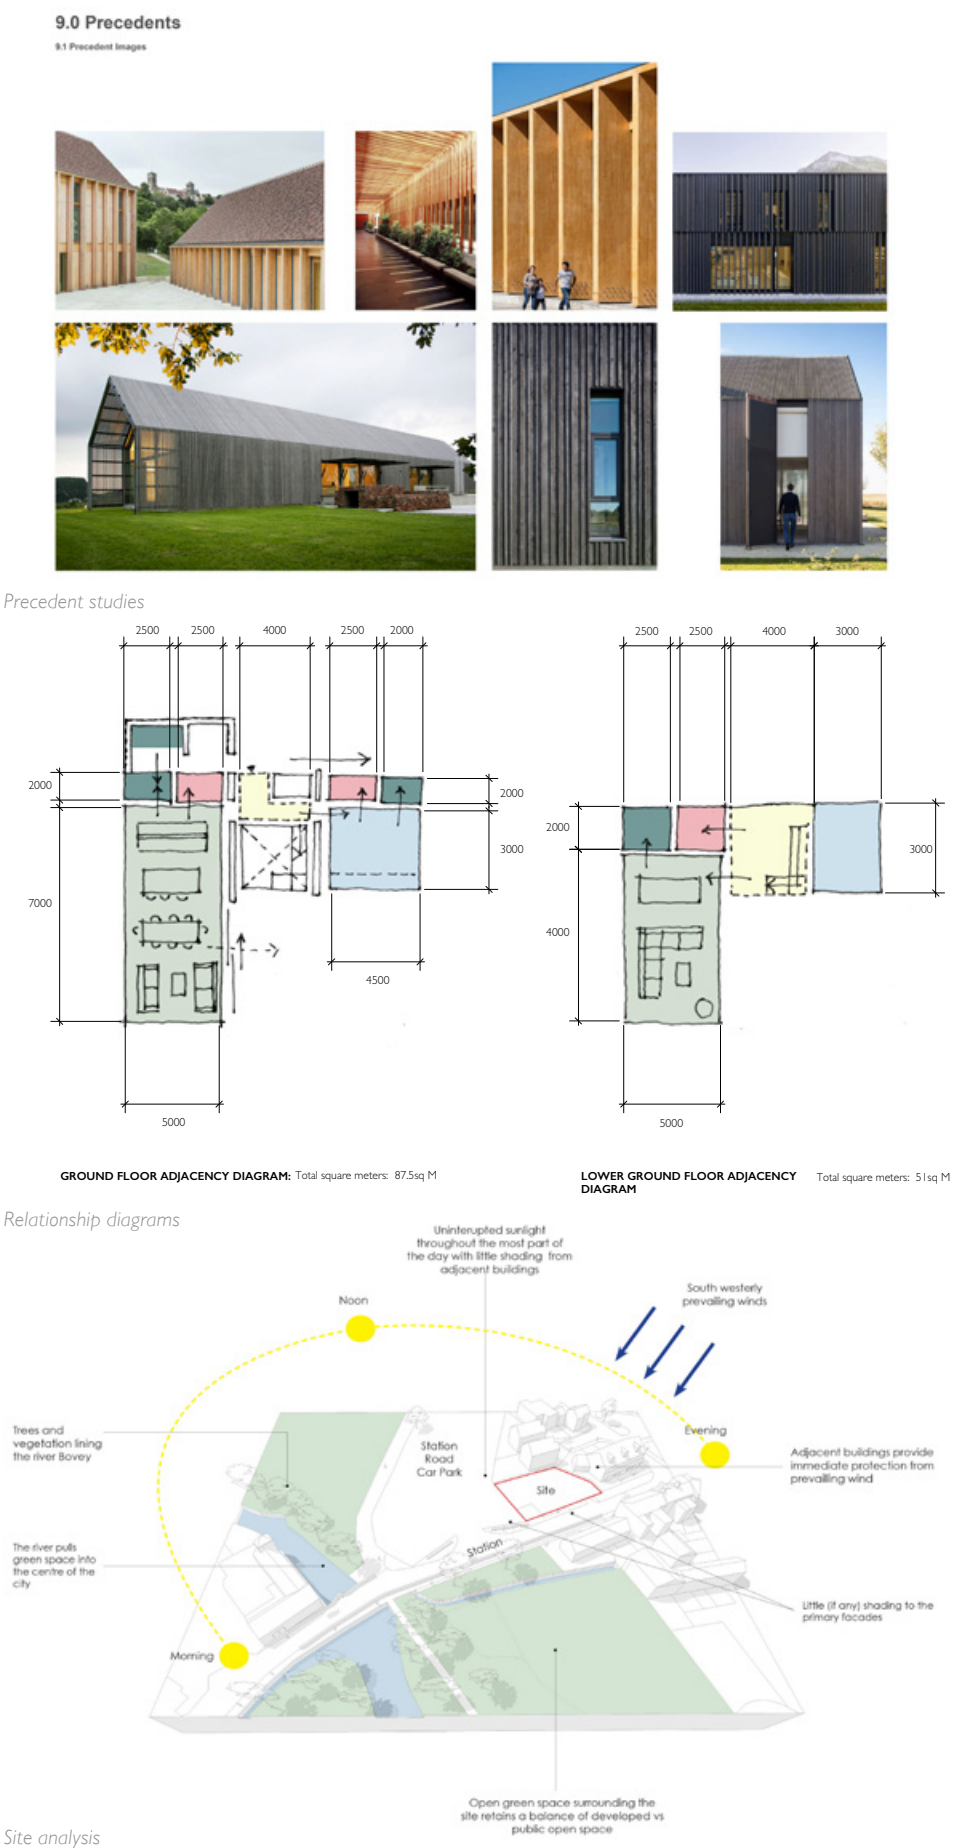 9.0 Precedents
9.1 Precedent Images
Precedent studies
2500 2500 4000 2500 2000
2500 2500 4000 3000
2000
2000
2000
3000
3000
7000
4000
4500
5000
5000
GROUND FLOOR ADJACENCY DIAGRAM: Total square meters: 87.5sq M
LOWER GROUND FLOOR ADJACENCY
DIAGRAM
Total square meters: 51sq M
Relationship diagrams
Uninterupted sunlight
throughout the most part of
the day with little shading from
adjacent buildings
South westerly
prevailing winds
Noon
Trees and
vegetation lining
the river Bovey
Station
Road
Car Park
Evening
Adjacent buildings provide
immediate protection from
prevailing wind
Site
The river pulls
green space into
the centre of the
city
Station
Little (if any) shading to the
primary facades
Morning
Open green space surrounding the
site retains a balance of developed vs
public open space
Site analysis